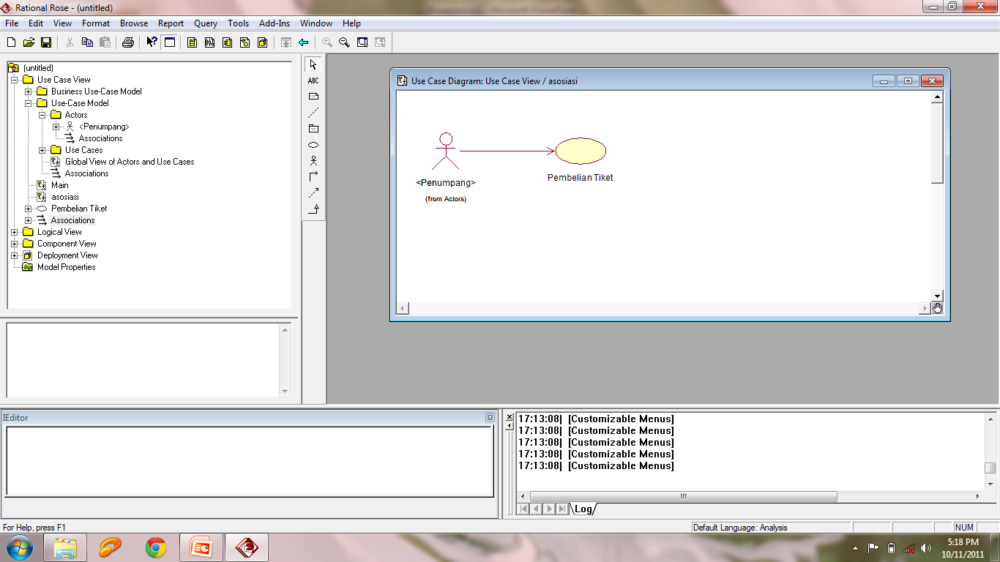 Rational Rose - (untitled)
File Edit View Format Browse Report Query Tools Add-Ins Window Help
ABC
(untitled)
Use Case View
Business Use-Case Model
Use-Case Model
Actors
<Penumpang>
Associations
Use Cases
Global View of Actors and Use Cases
Associations
Main
asosiasi
Pembelian Tiket
Associations
Logical View
Component View
Deployment View
Model Properties
Use Case Diagram: Use Case View / asosiasi
<Penumpang>
(from Actors)
Pembelian Tiket
IEditor
17:13:08| [Customizable Menus]
17:13:08| [Customizable Menus]
17:13:08| [Customizable Menus]
17:13:08| [Customizable Menus]
17:13:08| [Customizable Menus]
Log
For Help, press F1
Default Language: Analysis
NUM
5:18 PM
10/11/2011